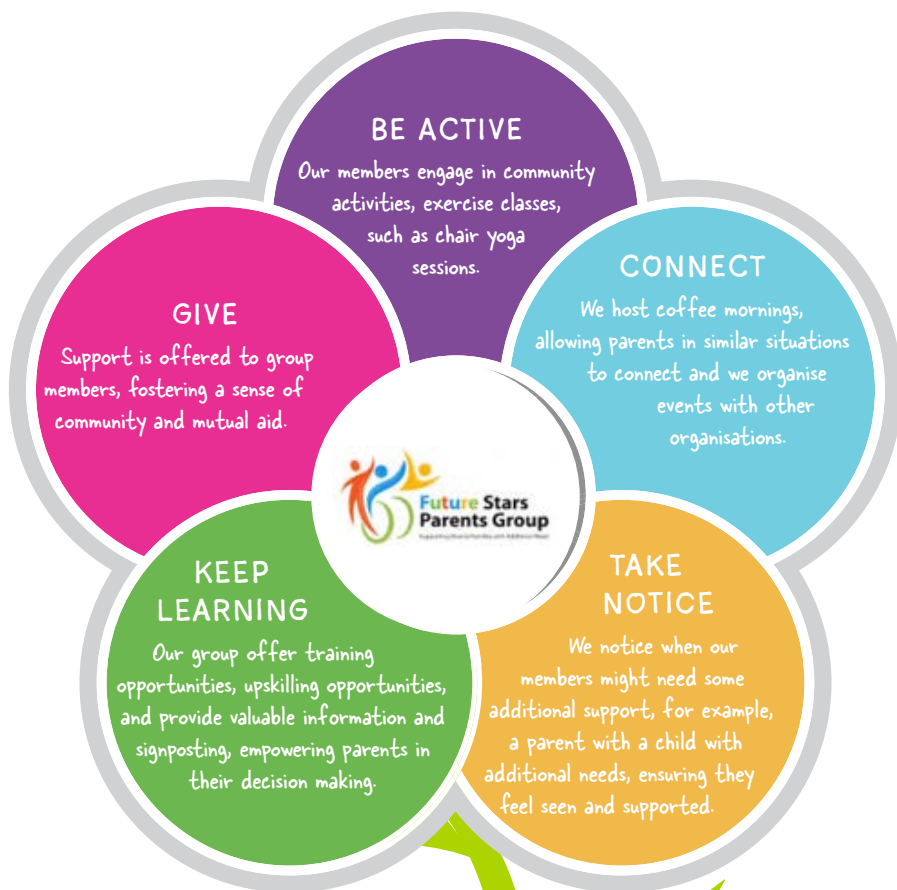 BE ACTIVE
Our members engage in community
activities, exercise classes,
such as chair yoga
sessions.
CONNECT
We host coffee mornings,
allowing parents in similar situations
to connect and we organise
events with other
organisations.
GIVE
Support is offered to group
members, fostering a sense of
community and mutual aid.
Future Stars
Parents Group
KEEP
LEARNING
Our group offer training
opportunities, upskilling opportunities,
and provide valuable information and
signposting, empowering parents in
their decision making.
TAKE
NOTICE
We notice when our
members might need some
additional support, for example,
a parent with a child with
additional needs, ensuring they
feel seen and supported.